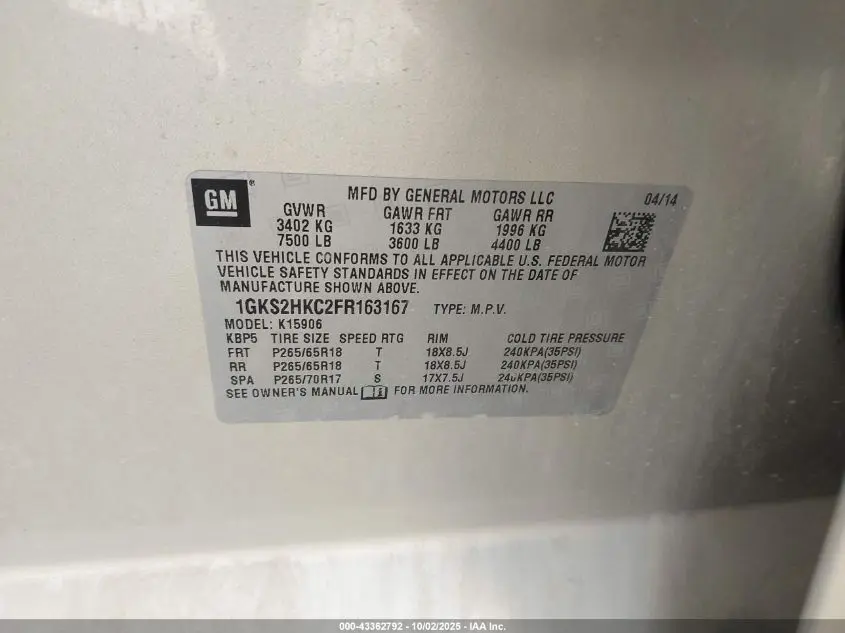 GM®
MFD BY GENERAL MOTORS LLC 04/14
GVWR GAWR FRT GAWR RR
3402 KG 1633 KG 1996 KG
7500 LB 3600 LB 4400 LB
THIS VEHICLE CONFORMS TO ALL APPLICABLE U.S. FEDERAL MOTOR
VEHICLE SAFETY STANDARDS IN EFFECT ON THE DATE OF
MANUFACTURE SHOWN ABOVE.
1GKS2HKC2FR163167 TYPE: M.P.V.
MODEL: K15906
KBP5 TIRE SIZE SPEED RTG RIM COLD TIRE PRESSURE
FRT P265/65R18 T 18X8.5J 240KPA(35PSI)
RR P265/65R18 T 18X8.5J 240KPA(35PSI)
SPA P265/70R17 S 17X7.5J 240KPA(35PSI)
SEE OWNER'S MANUAL FOR MORE INFORMATION.
000-43362792 - 10/02/2025 - IAA Inc.